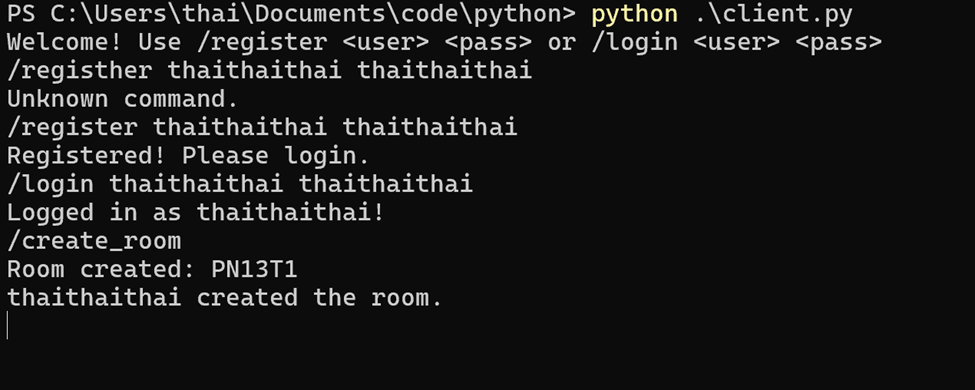 PS C:\Users\thai\Documents\code\python> python .\client.py
Welcome! Use /register <user> <pass> or /login <user> <pass>
/registher thaithaithai thaithaithai
Unknown command.
/register thaithaithai thaithaithai
Registered! Please login.
/login thaithaithai thaithaithai
Logged in as thaithaithai!
/create_room
Room created: PN13T1
thaithaithai created the room.